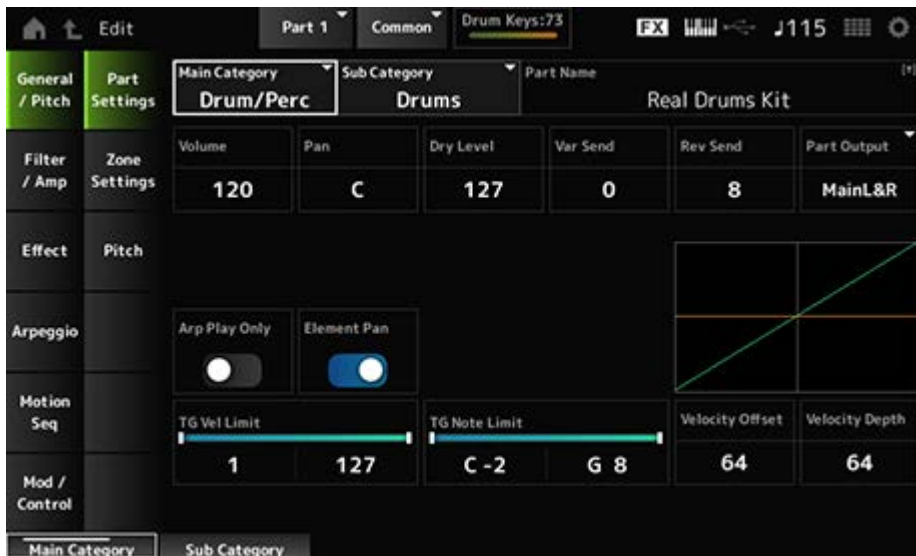 Edit
Part 1
Common
Drum Keys:73
FX
♩115
General / Pitch
Part Settings
Main Category
Drum/Perc
Sub Category
Drums
Part Name
Real Drums Kit
Filter / Amp
Zone Settings
Volume
120
Pan
C
Dry Level
127
Var Send
0
Rev Send
8
Part Output
MainL&R
Effect
Pitch
Arpeggio
Arp Play Only
Element Pan
Motion Seq
TG Vel Limit
1
127
TG Note Limit
C -2
G 8
Velocity Offset
64
Velocity Depth
64
Mod / Control
Main Category
Sub Category